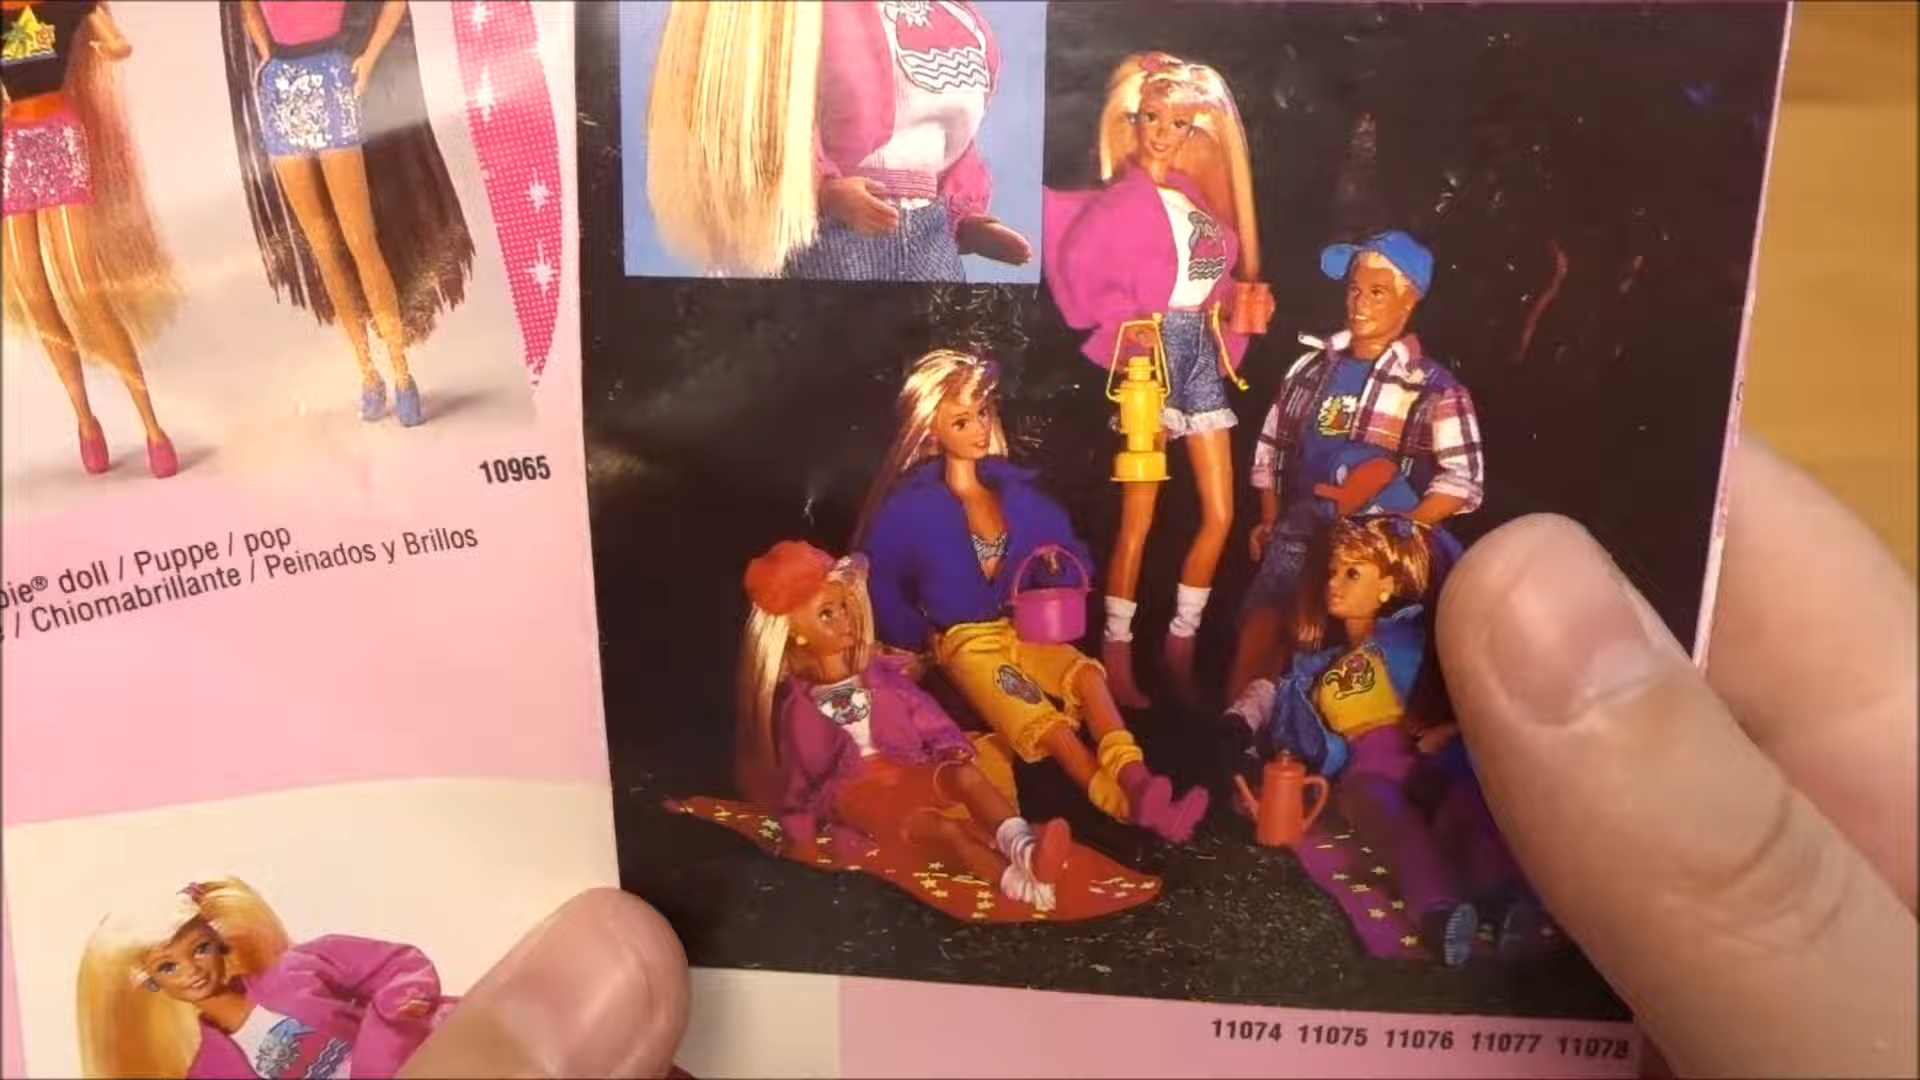 10965
bie® doll / Puppe / pop
/ Chiomabrillante / Peinados y Brillos
11074 11075 11076 11077 11078